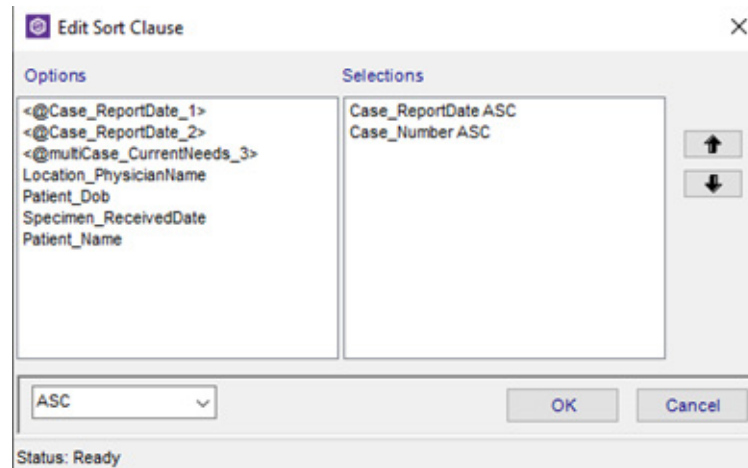 Edit Sort Clause
Options
Selections
<@Case_ReportDate_1>
<@Case_ReportDate_2>
<@multiCase_CurrentNeeds_3>
Location_PhysicianName
Patient_Dob
Specimen_ReceivedDate
Patient_Name
Case_ReportDate ASC
Case_Number ASC
ASC
OK
Cancel
Status: Ready